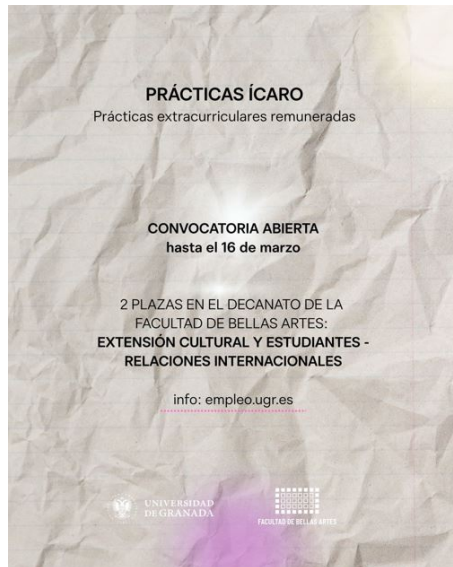 PRÁCTICAS ÍCARO
Prácticas extracurriculares remuneradas
CONVOCATORIA ABIERTA
hasta el 16 de marzo
2 PLAZAS EN EL DECANATO DE LA
FACULTAD DE BELLAS ARTES:
EXTENSIÓN CULTURAL Y ESTUDIANTES -
RELACIONES INTERNACIONALES
info: empleo.ugr.es
UNIVERSIDAD
DE GRANADA
FACULTAD DE BELLAS ARTES